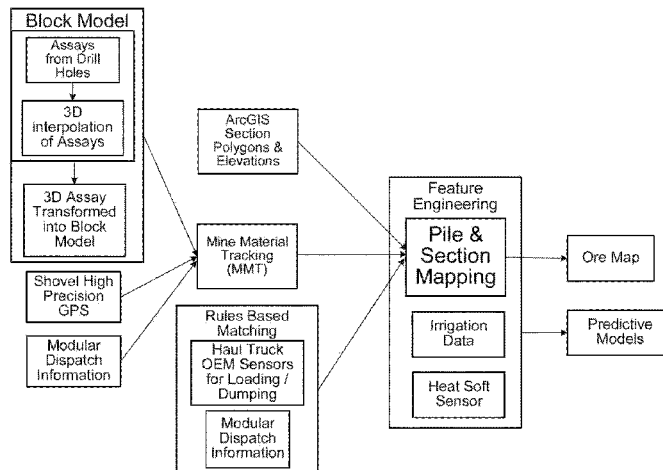 Block Model
Assays
from Drill
Holes
3D
Interpolation
of Assays
3D Assay
Transformed
into Block
Model
Shovel High
Precision
GPS
Modular
Dispatch
Information
ArcGIS
Section
Polygons &
Elevations
Mine Material
Tracking
(MMT)
Rules Based
Matching
Haul Truck
OEM Sensors
for Loading /
Dumping
Modular
Dispatch
Information
Feature
Engineering
Pile &
Section
Mapping
Irrigation
Data
Heat Soft
Sensor
Ore Map
Predictive
Models